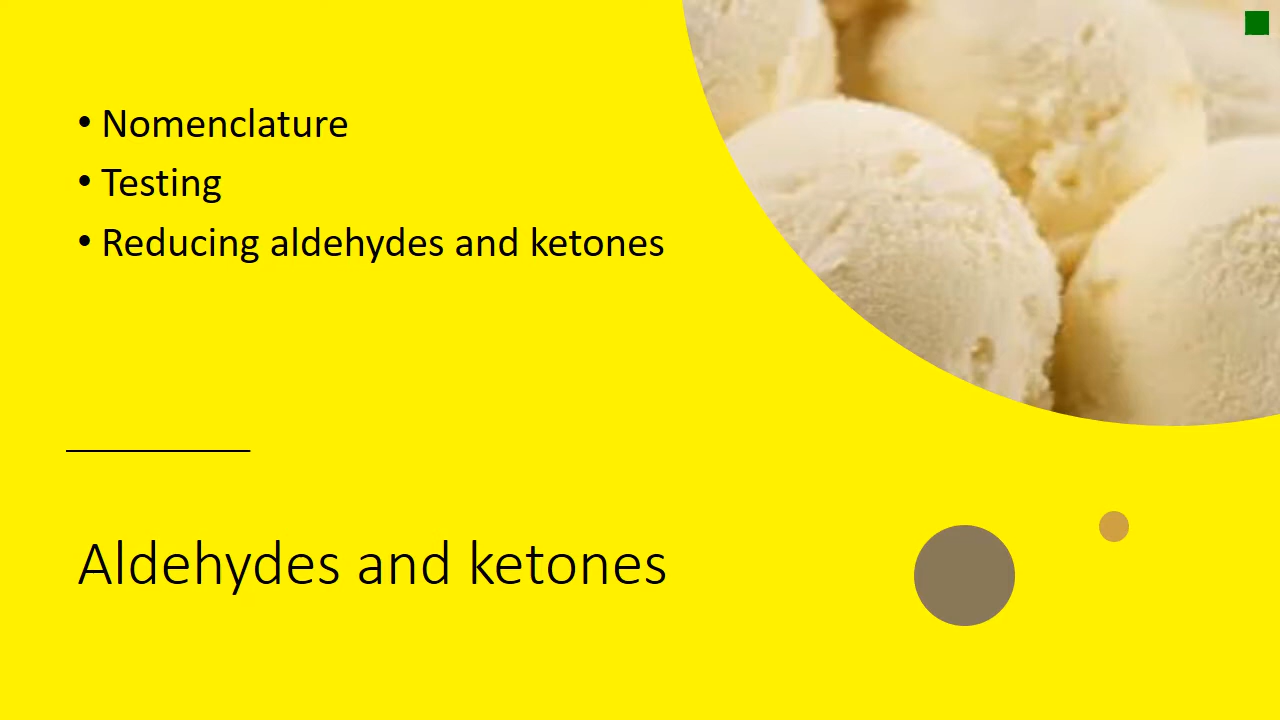 • Nomenclature
• Testing
• Reducing aldehydes and ketones
Aldehydes and ketones